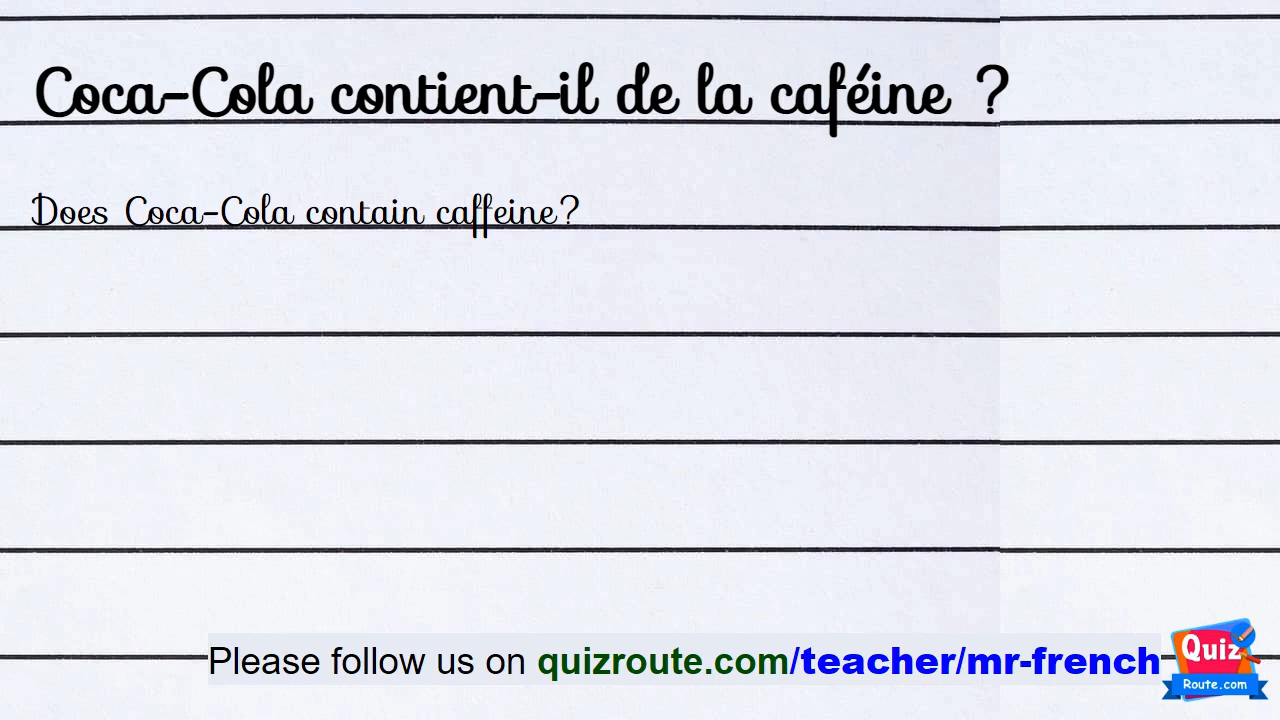 Coca-Cola contient-il de la caféine ?
Does Coca-Cola contain caffeine?
Please follow us on quizroute.com/teacher/mr-french
Quiz
Route.com